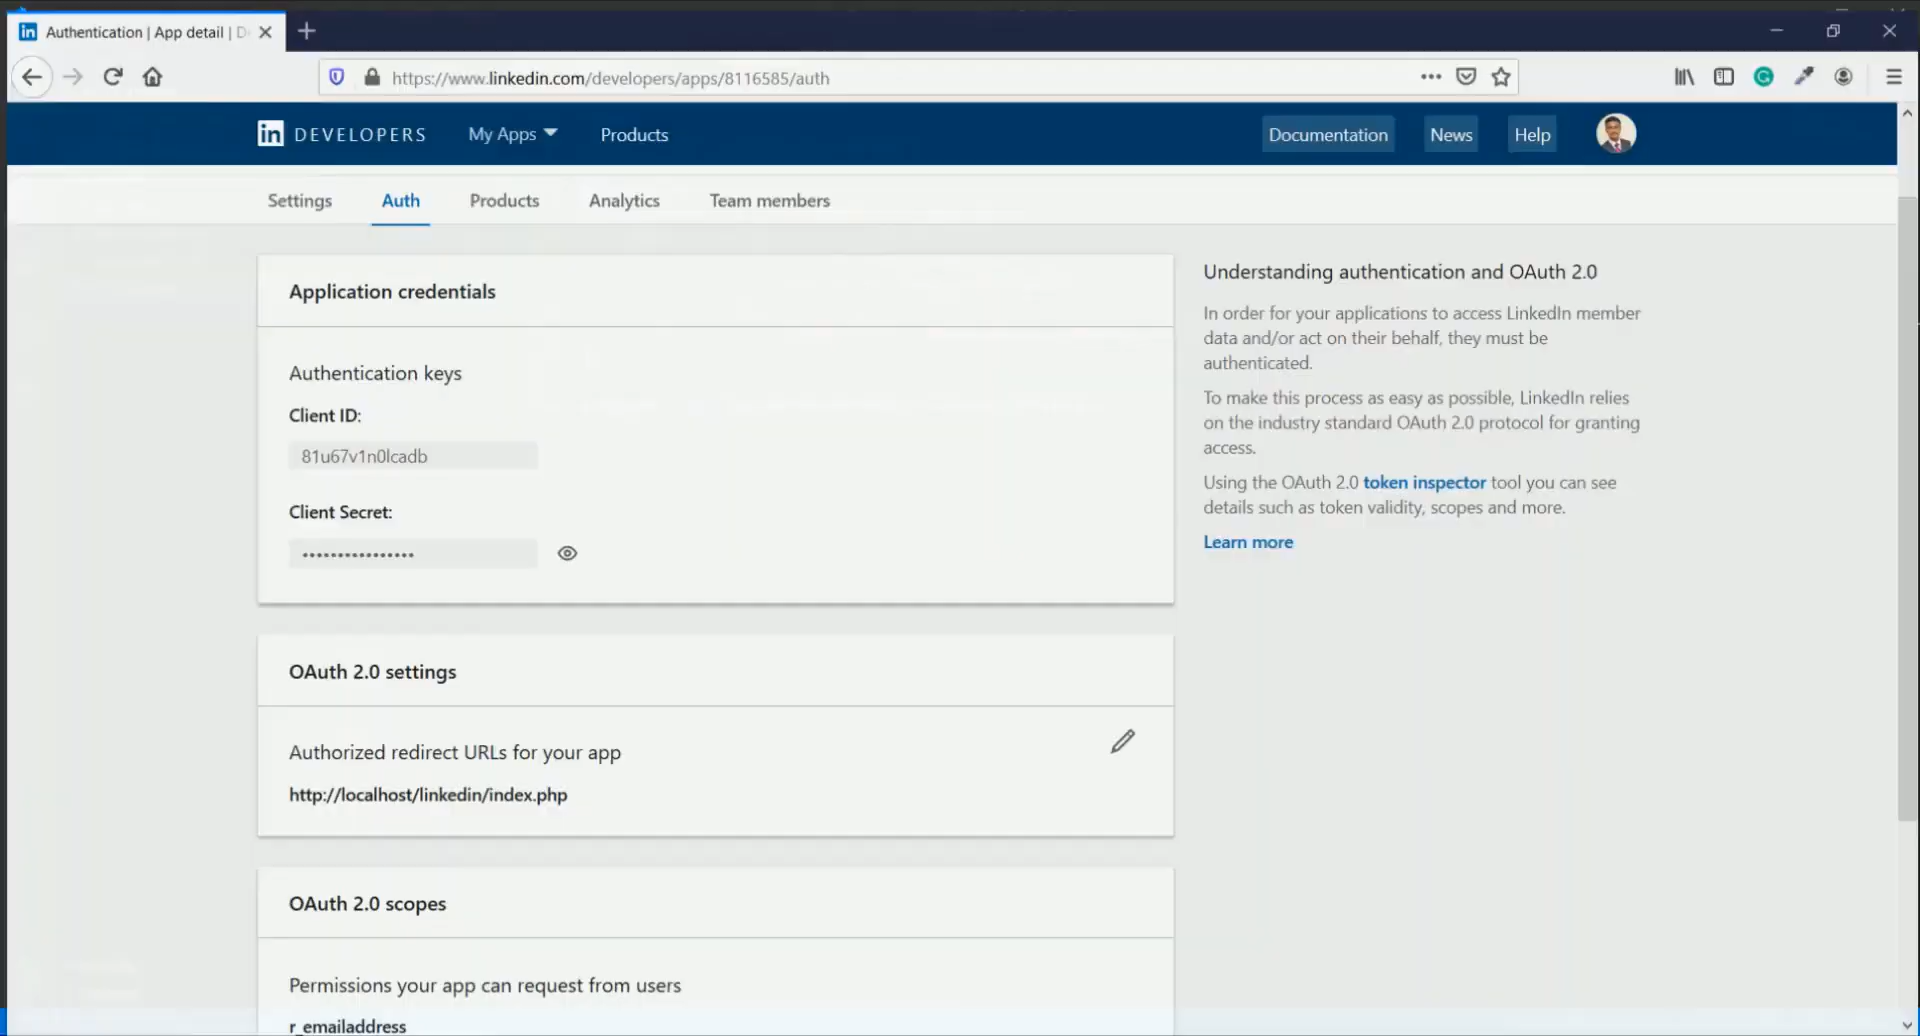 Authentication | App detail | D
https://www.linkedin.com/developers/apps/8116585/auth
in DEVELOPERS
My Apps
Products
Documentation
News
Help
Settings
Auth
Products
Analytics
Team members
Application credentials
Authentication keys
Client ID:
81u67v1n0lcadb
Client Secret:
••••••••••••••••
OAuth 2.0 settings
Authorized redirect URLs for your app
http://localhost/linkedin/index.php
OAuth 2.0 scopes
Permissions your app can request from users
r_emailaddress
Understanding authentication and OAuth 2.0
In order for your applications to access LinkedIn member
data and/or act on their behalf, they must be
authenticated.
To make this process as easy as possible, LinkedIn relies
on the industry standard OAuth 2.0 protocol for granting
access.
Using the OAuth 2.0 token inspector tool you can see
details such as token validity, scopes and more.
Learn more